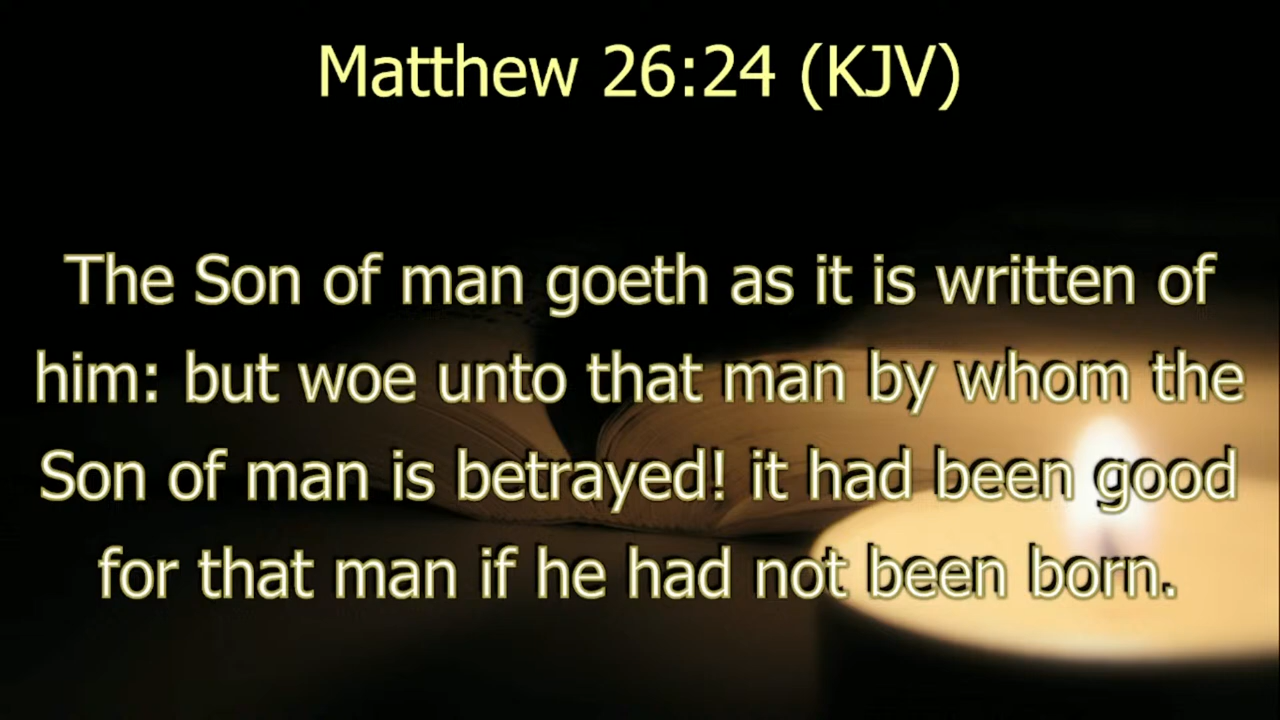 Matthew 26:24 (KJV)
The Son of man goeth as it is written of
him: but woe unto that man by whom the
Son of man is betrayed! it had been good
for that man if he had not been born.